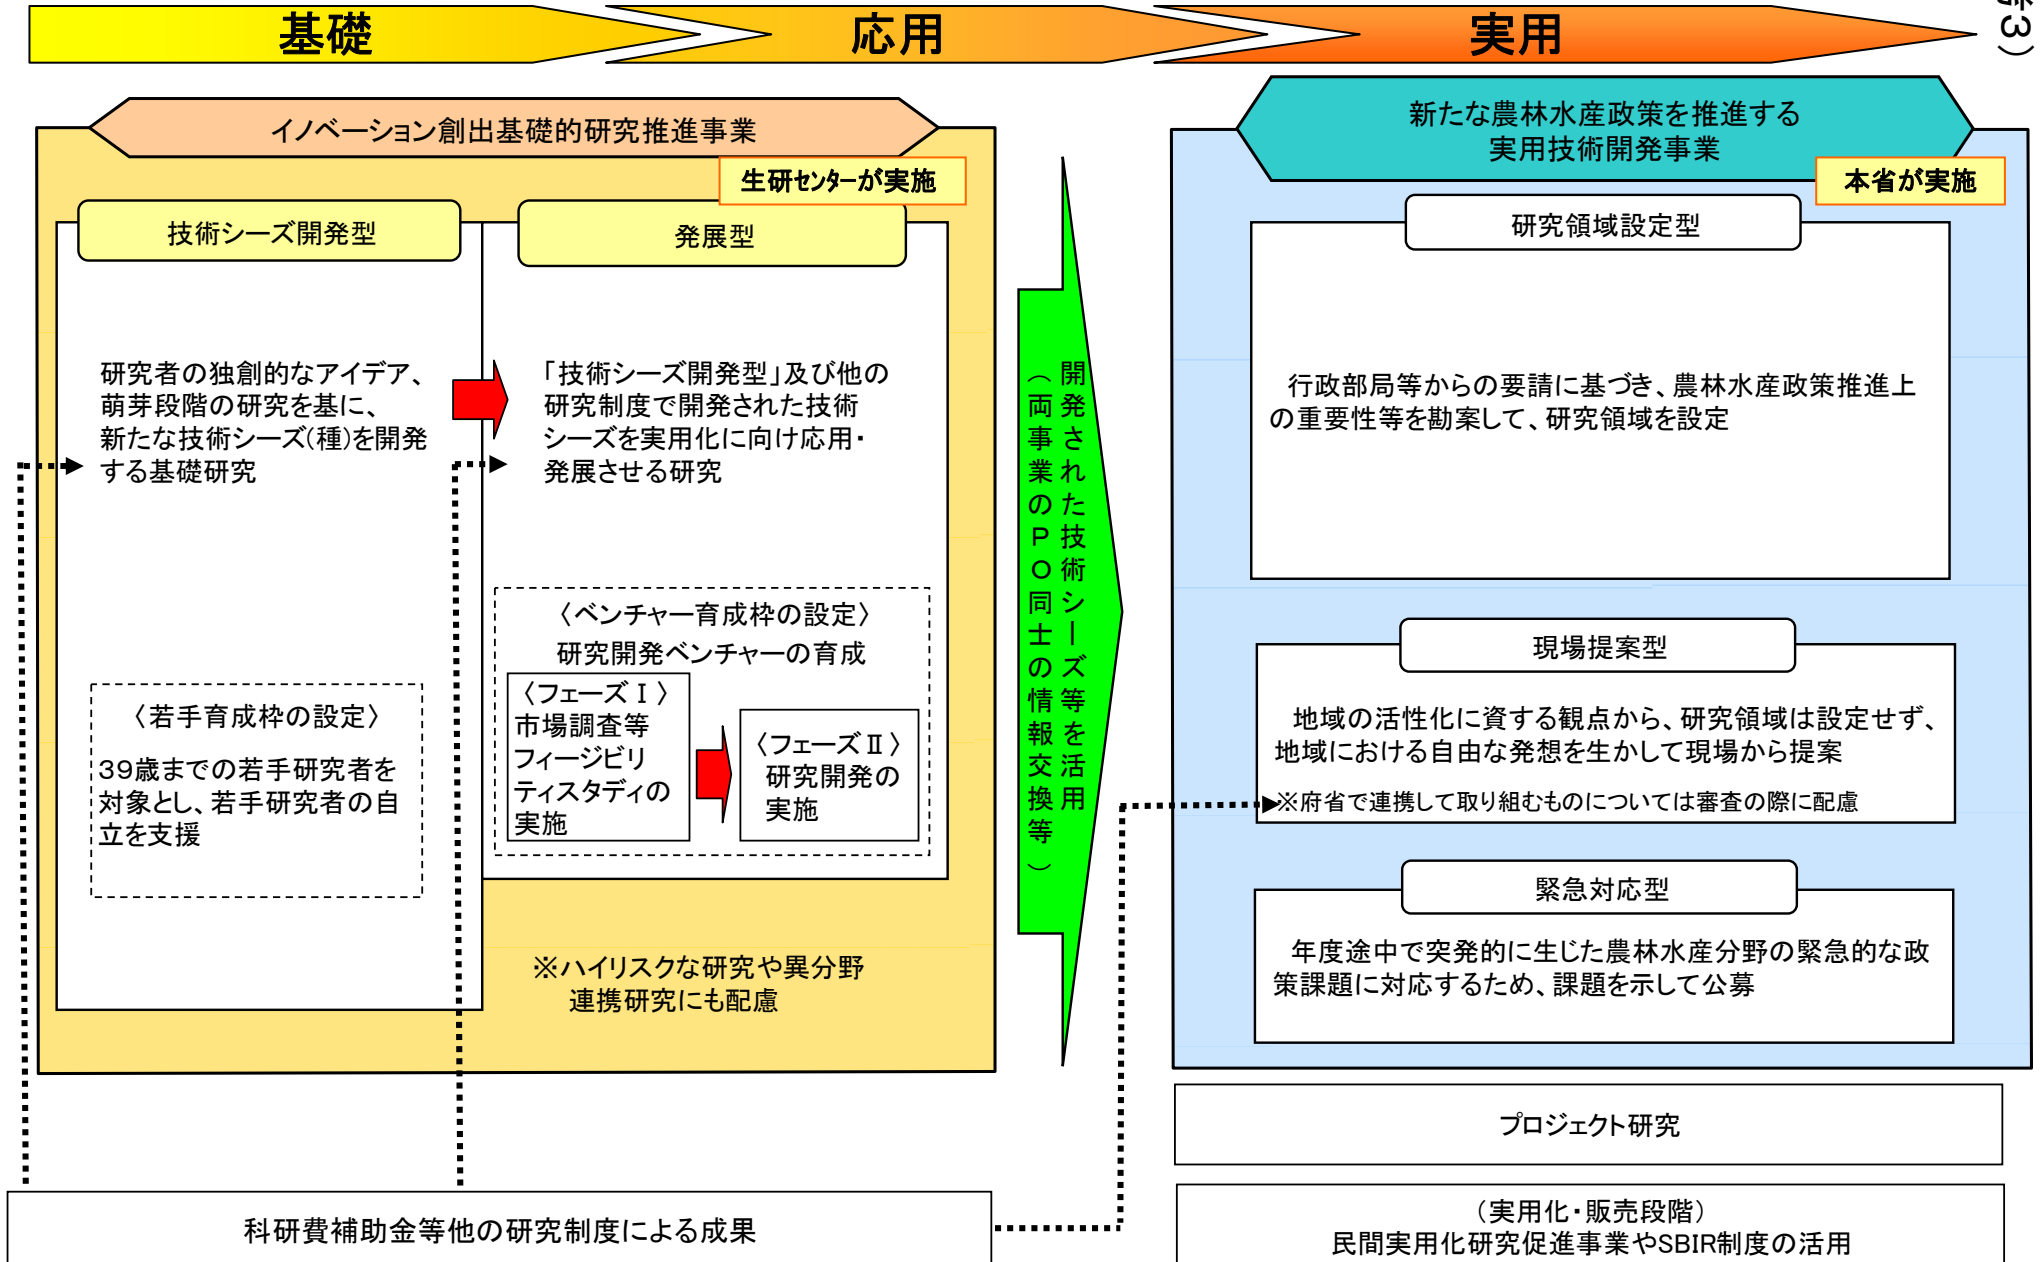 基礎
応用
実用
3）
イノベーション創出基礎的研究推進事業
生研センターが実施
技術シーズ開発型
研究者の独創的なアイデア、
萌芽段階の研究を基に、
新たな技術シーズ(種)を開発
する基礎研究
〈若手育成枠の設定〉
39歳までの若手研究者を
対象とし、若手研究者の自
立を支援
発展型
「技術シーズ開発型」及び他の
研究制度で開発された技術
シーズを実用化に向け応用・
発展させる研究
〈ベンチャー育成枠の設定〉
研究開発ベンチャーの育成
〈フェーズⅠ〉
市場調査等
フィージビリ
ティスタディの
実施
〈フェーズⅡ〉
研究開発の
実施
※ハイリスクな研究や異分野
連携研究にも配慮
開発された技術シーズ等を活用
（両事業のPO同士の情報交換等）
新たな農林水産政策を推進する
実用技術開発事業
本省が実施
研究領域設定型
行政部局等からの要請に基づき、農林水産政策推進上
の重要性等を勘案して、研究領域を設定
現場提案型
地域の活性化に資する観点から、研究領域は設定せず、
地域における自由な発想を生かして現場から提案
※府省で連携して取り組むものについては審査の際に配慮
緊急対応型
年度途中で突発的に生じた農林水産分野の緊急的な政
策課題に対応するため、課題を示して公募
プロジェクト研究
科研費補助金等他の研究制度による成果
（実用化・販売段階）
民間実用化研究促進事業やSBIR制度の活用